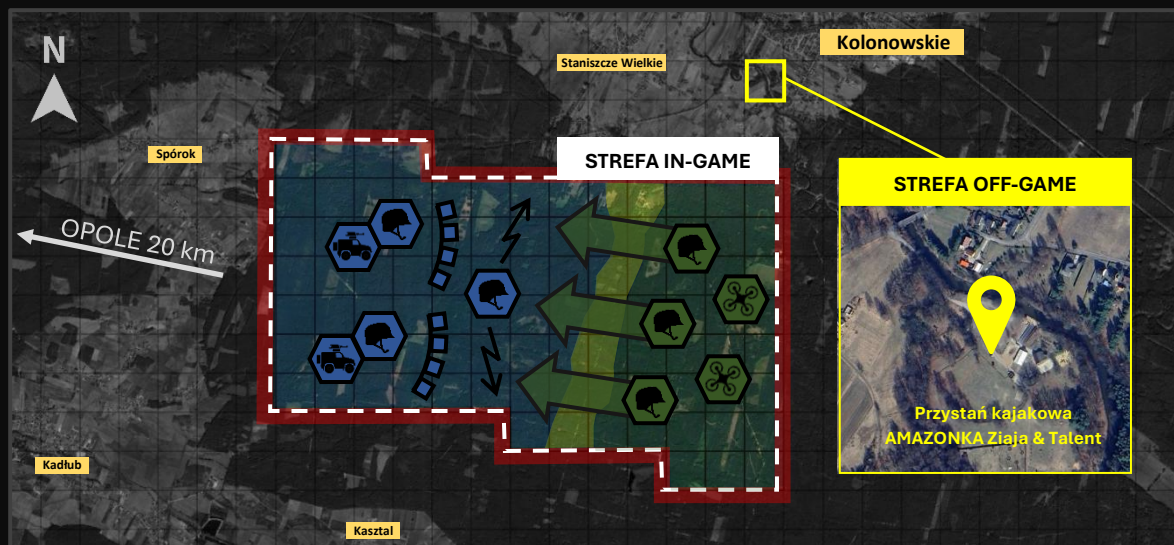 N
Staniszcze Wielkie
Kolonowskie
Spórok
STREFA IN-GAME
STREFA OFF-GAME
OPOLE 20 km
Przystań kajakowa
AMAZONKA Ziaja & Talent
Kadłub
Kasztal